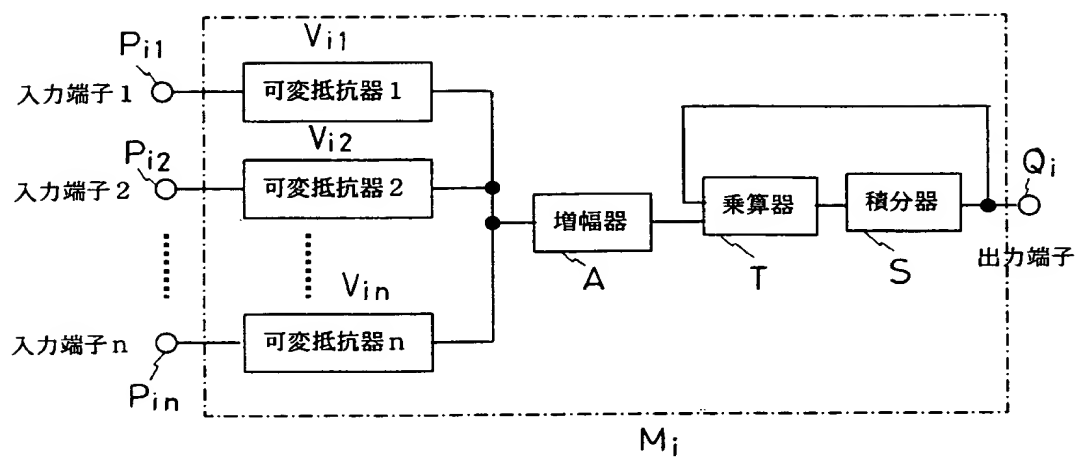 Vi1
Pi1
入力端子1
可変抵抗器1
Vi2
Pi2
入力端子2
可変抵抗器2
Qi
増幅器
乗算器
積分器
出力端子
A
T
S
Vin
入力端子n
可変抵抗器n
Pin
Mi